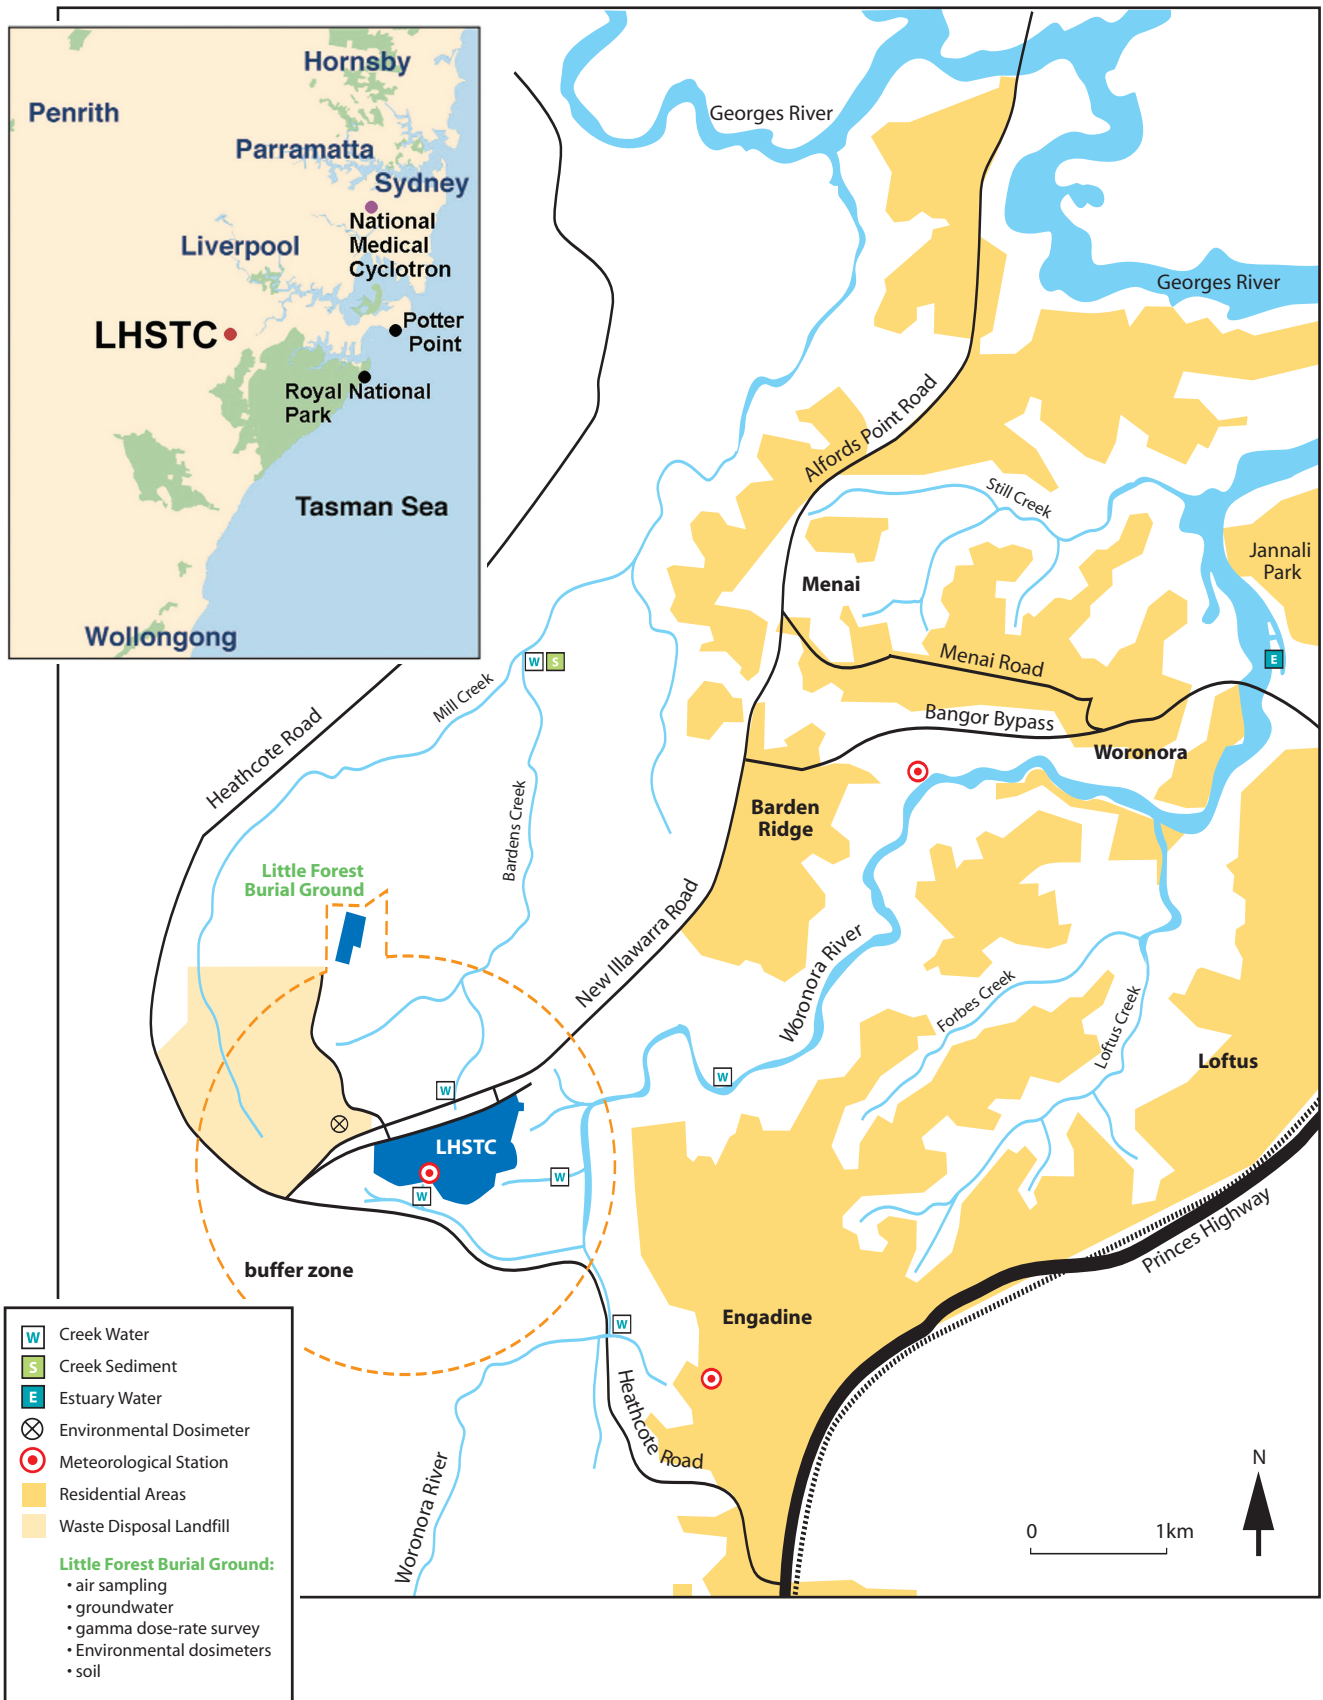 Hornsby
Penrith
Parramatta
Sydney
National
Medical
Cyclotron
Liverpool
LHSTC
Potter
Point
Royal National
Park
Tasman Sea
Wollongong
Georges River
Georges River
Alfords Point Road
Still Creek
Jannali
Park
Menai
E
Menai Road
W
S
Mill Creek
Bangor Bypass
Woronora
Heathcote Road
Barden
Ridge
Bardens Creek
Little Forest
Burial Ground
New Illawarra Road
Woronora River
Forbes Creek
Loftus Creek
Loftus
W
W
LHSTC
W
W
Princes Highway
buffer zone
Engadine
W
Heathcote Road
Woronora River
W Creek Water
S Creek Sediment
E Estuary Water
Environmental Dosimeter
Meteorological Station
Residential Areas
Waste Disposal Landfill
Little Forest Burial Ground:
• air sampling
• groundwater
• gamma dose-rate survey
• Environmental dosimeters
• soil
N
0 1km